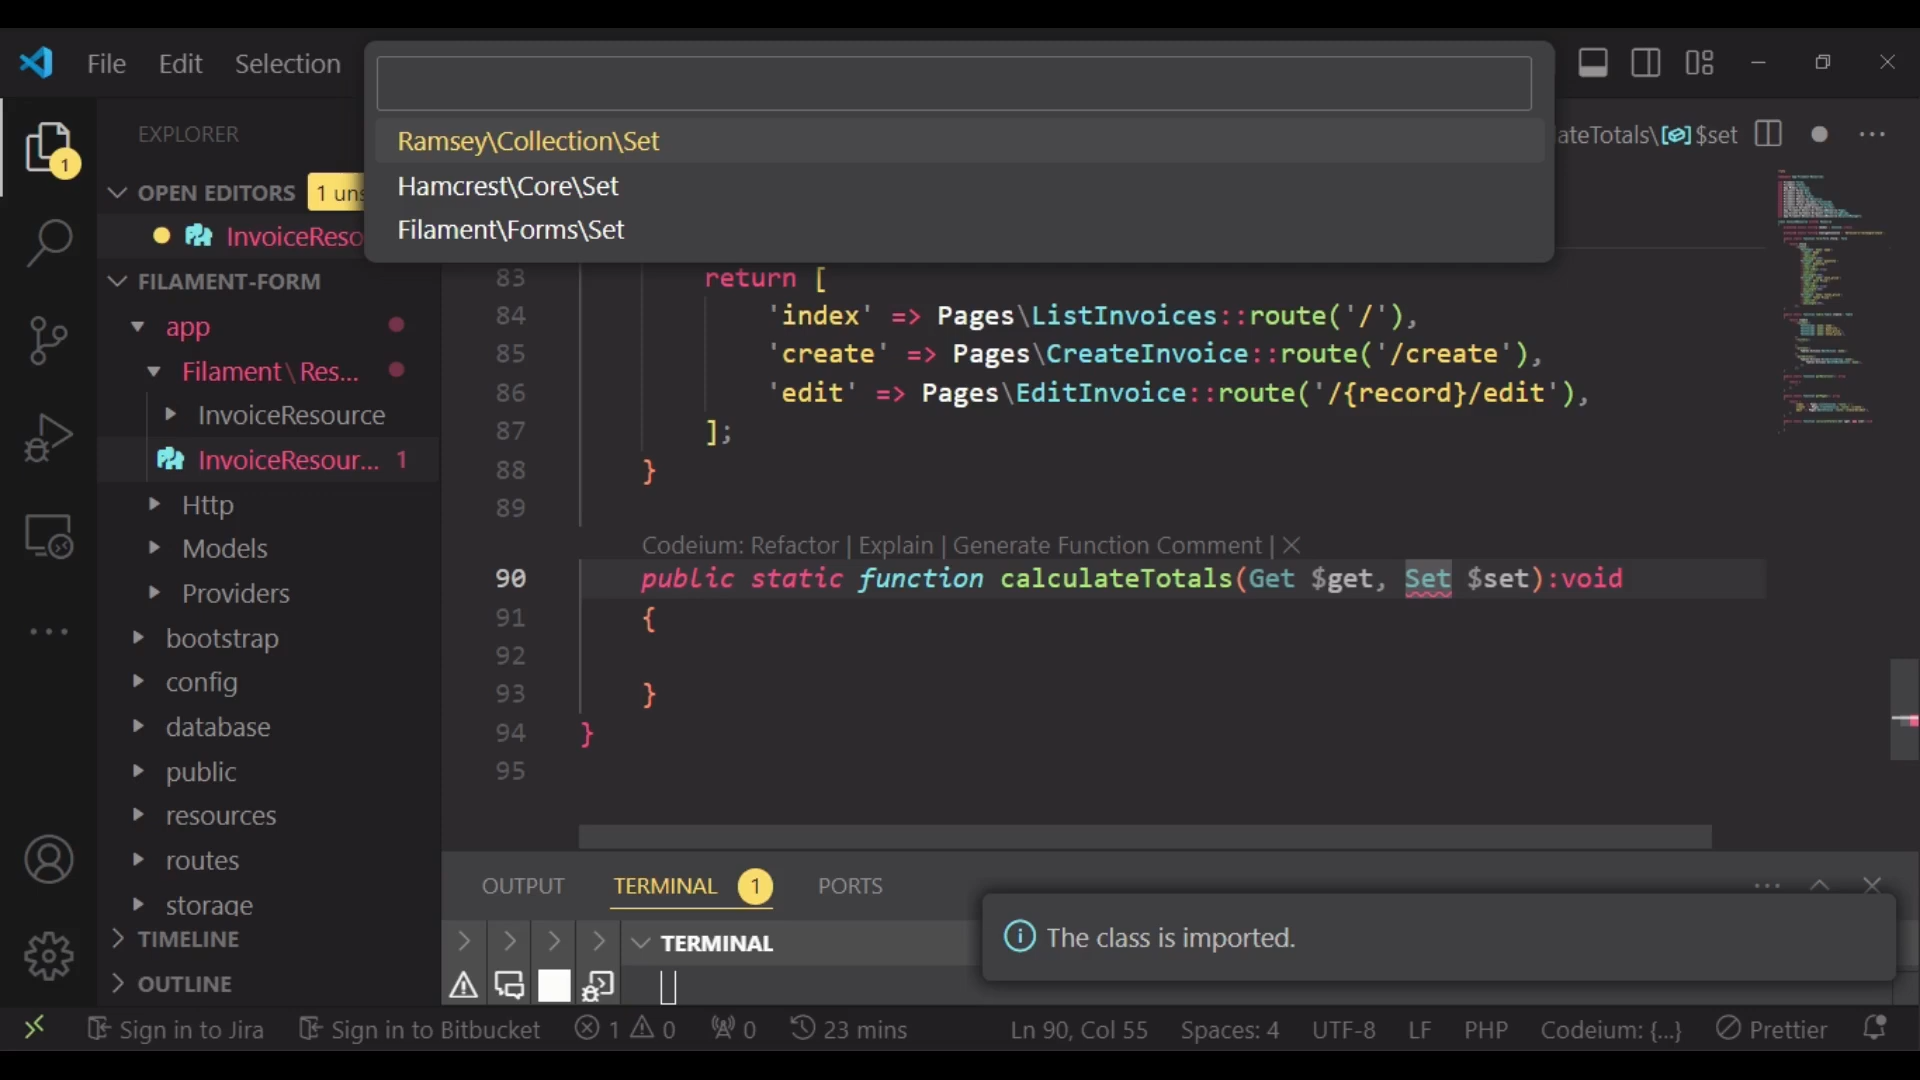 File Edit Selection
Ramsey\Collection\Set
Hamcrest\Core\Set
Filament\Forms\Set
ateTotals\ $set
EXPLORER
OPEN EDITORS 1 uns
InvoiceReso
FILAMENT-FORM
app
Filament\Res...
InvoiceResource
InvoiceResour... 1
Http
Models
Providers
bootstrap
config
database
public
resources
routes
storage
TIMELINE
OUTLINE
1
83 return [
84 'index' => Pages\ListInvoices::route('/'),
85 'create' => Pages\CreateInvoice::route('/create'),
86 'edit' => Pages\EditInvoice::route('/{record}/edit'),
87 ];
88 }
89
Codeium: Refactor | Explain | Generate Function Comment | ✕
90 public static function calculateTotals(Get $get, Set $set):void
91 {
92
93 }
94 }
95
OUTPUT TERMINAL 1 PORTS
TERMINAL
The class is imported.
Sign in to Jira Sign in to Bitbucket 1 0 0 23 mins Ln 90, Col 55 Spaces: 4 UTF-8 LF PHP Codeium: {...} Prettier